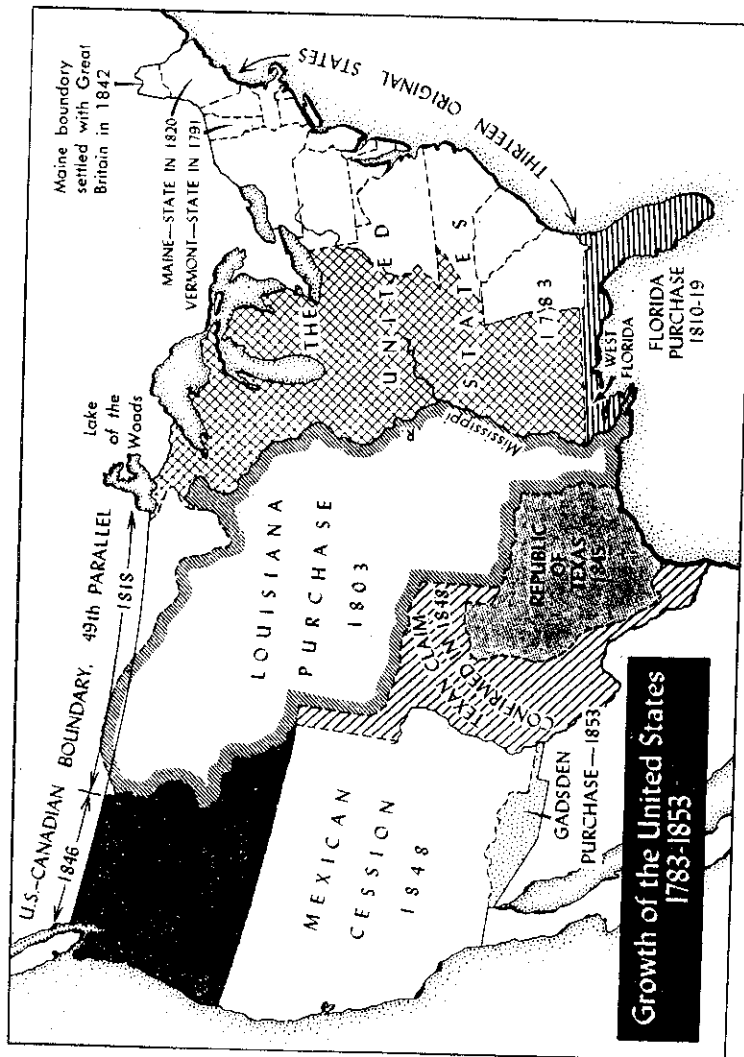 Growth of the United States
1783-1853
U.S.-CANADIAN BOUNDARY, 49th PARALLEL
1846
1818
Lake
of the
Woods
Maine boundary
settled with Great
Britain in 1842
MAINE—STATE IN 1820
VERMONT—STATE IN 1791
THIRTEEN ORIGINAL STATES
THE
UNITED
STATES
1783
Mississippi
R
LOUISIANA
PURCHASE
1803
MEXICAN
CESSION
1848
TEXAN CLAIM
CONFIRMED IN 1848
REPUBLIC
OF
TEXAS
1845
GADSDEN
PURCHASE—1853
WEST
FLORIDA
FLORIDA
PURCHASE
1810-19